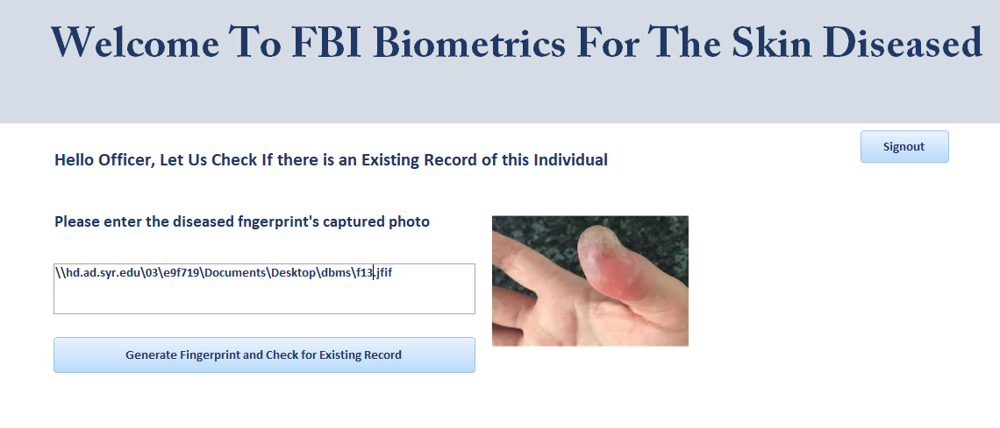 Welcome To FBI Biometrics For The Skin Diseased
Signout
Hello Officer, Let Us Check If there is an Existing Record of this Individual
Please enter the diseased fngerprint's captured photo
\\hd.ad.syr.edu\03\e9f719\Documents\Desktop\dbms\f13.jfif
Generate Fingerprint and Check for Existing Record